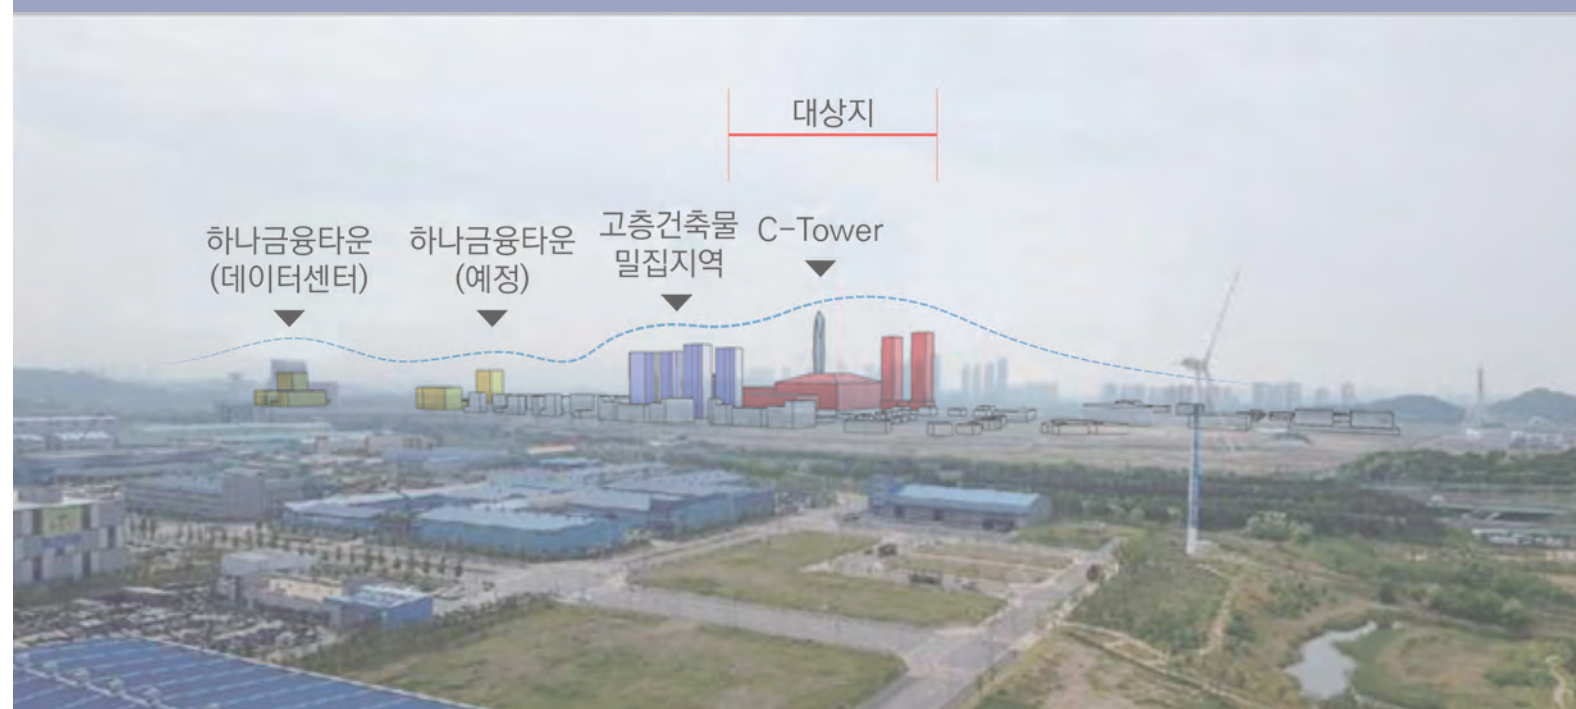 대상지
하나금융타운
(데이터센터)
하나금융타운
(예정)
고층건축물
밀집지역
C-Tower